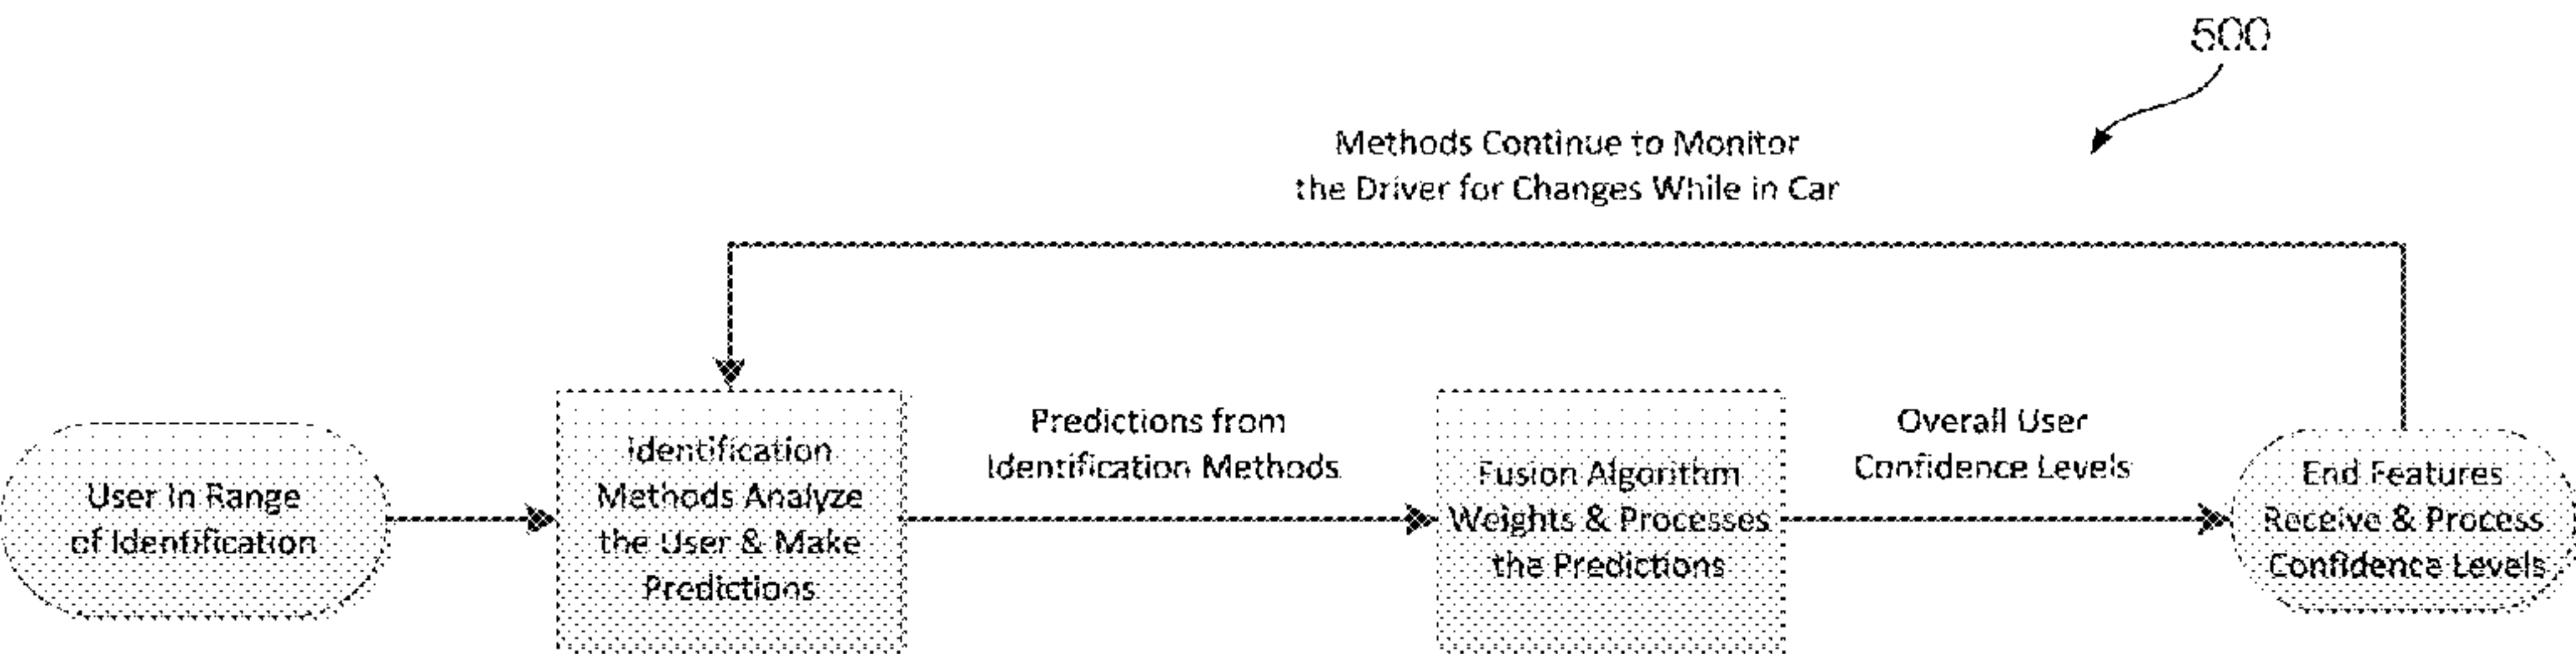 500
Methods Continue to Monitor
the Driver for Changes While in Car
User In Range
of Identification
Identification
Methods Analyze
the User & Make
Predictions
Predictions from
Identification Methods
Fusion Algorithm
Weights & Processes
the Predictions
Overall User
Confidence Levels
End Features
Receive & Process
Confidence Levels